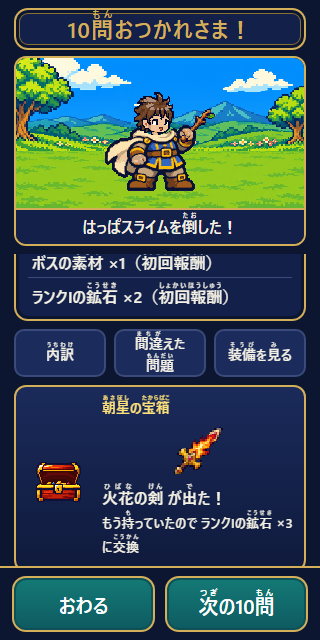 10問おつかれさま！
はっぱスライムを倒した！
ボスの素材 ×1（初回報酬）
ランクIの鉱石 ×2（初回報酬）
内訳
間違えた
問題
装備を見る
朝星の宝箱
火花の剣 が出た！
もう持っていたので ランクIの鉱石 ×3
に交換
おわる
次の10問